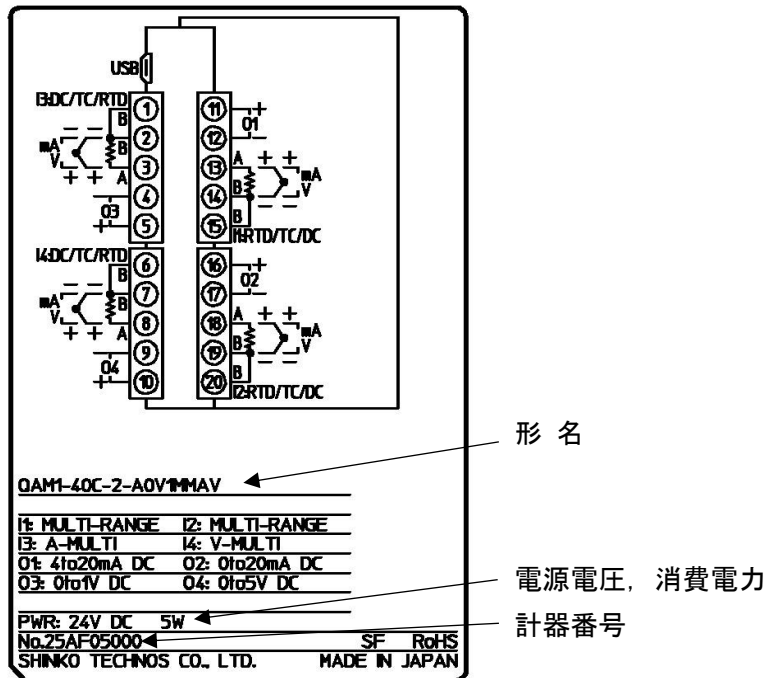 USB
I3:DC/TC/RTD
B
B
A
mA
V
− −
+ +
1
2
3
4
5
O3
−
+
11
12
13
14
15
+
O1
−
A
B
B
+ +
mA
V
− −
I1:RTD/TC/DC
I4:DC/TC/RTD
B
B
A
mA
V
− −
+ +
6
7
8
9
10
O4
−
+
16
17
18
19
20
+
O2
−
A
B
B
+ +
mA
V
− −
I2:RTD/TC/DC
形 名
QAM1-40C-2-A0V1MMAV
I1: MULTI-RANGE I2: MULTI-RANGE
I3: A-MULTI I4: V-MULTI
O1: 4to20mA DC O2: 0to20mA DC
O3: 0to1V DC O4: 0to5V DC
電源電圧, 消費電力
PWR: 24V DC 5W
計器番号
No.25AF05000 SF RoHS
SHINKO TECHNOS CO., LTD. MADE IN JAPAN